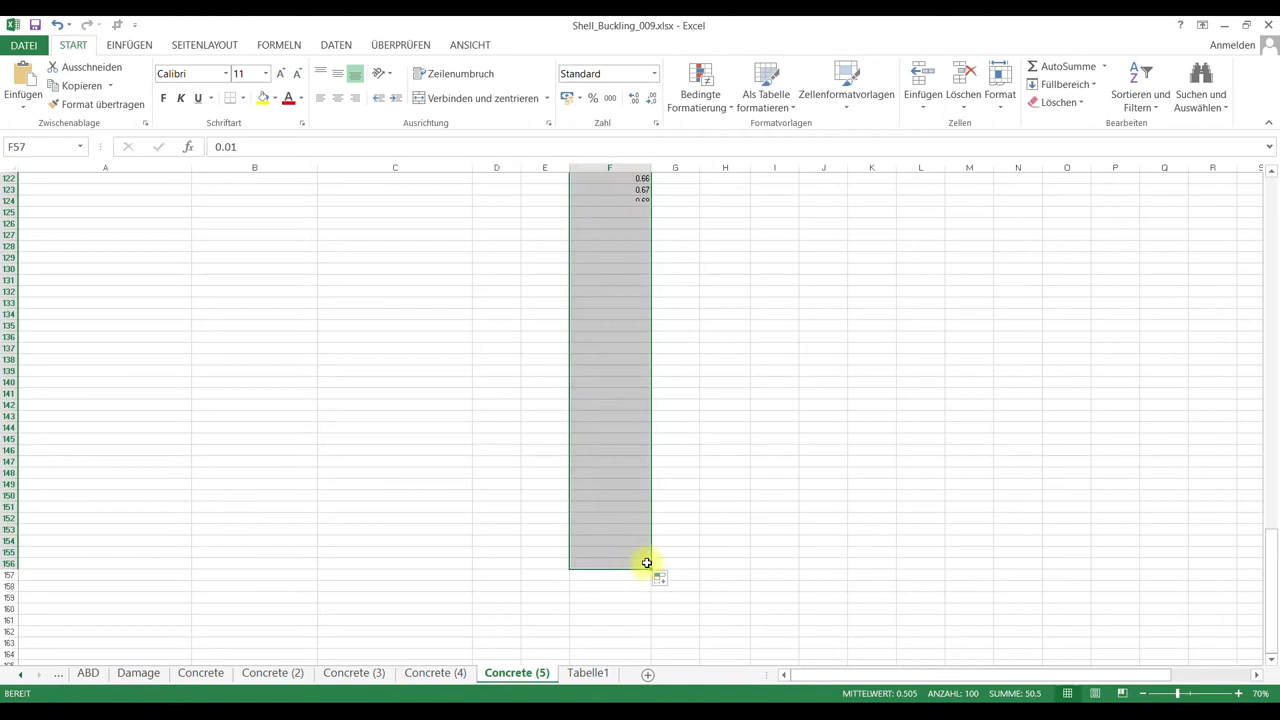 Shell_Buckling_009.xlsx - Excel
?
DATEI START EINFÜGEN SEITENLAYOUT FORMELN DATEN ÜBERPRÜFEN ANSICHT Anmelden
Einfügen
Ausschneiden
Kopieren
Format übertragen
Zwischenablage
Calibri 11
F K U
Schriftart
Zeilenumbruch
Verbinden und zentrieren
Ausrichtung
Standard
% 000
Zahl
Bedingte
Formatierung
Als Tabelle
formatieren
Zellenformatvorlagen
Formatvorlagen
Einfügen Löschen Format
Zellen
AutoSumme
Füllbereich
Löschen
Sortieren und
Filtern
Suchen und
Auswählen
Bearbeiten
F57 fx 0.01
A B C D E F G H I J K L M N O P Q R S
122 0.66
123 0.67
124 0.68
125
126
127
128
129
130
131
132
133
134
135
136
137
138
139
140
141
142
143
144
145
146
147
148
149
150
151
152
153
154
155
156
157
158
159
160
161
162
163
164
... ABD Damage Concrete Concrete (2) Concrete (3) Concrete (4) Concrete (5) Tabelle1
BEREIT MITTELWERT: 0.505 ANZAHL: 100 SUMME: 50.5 70%